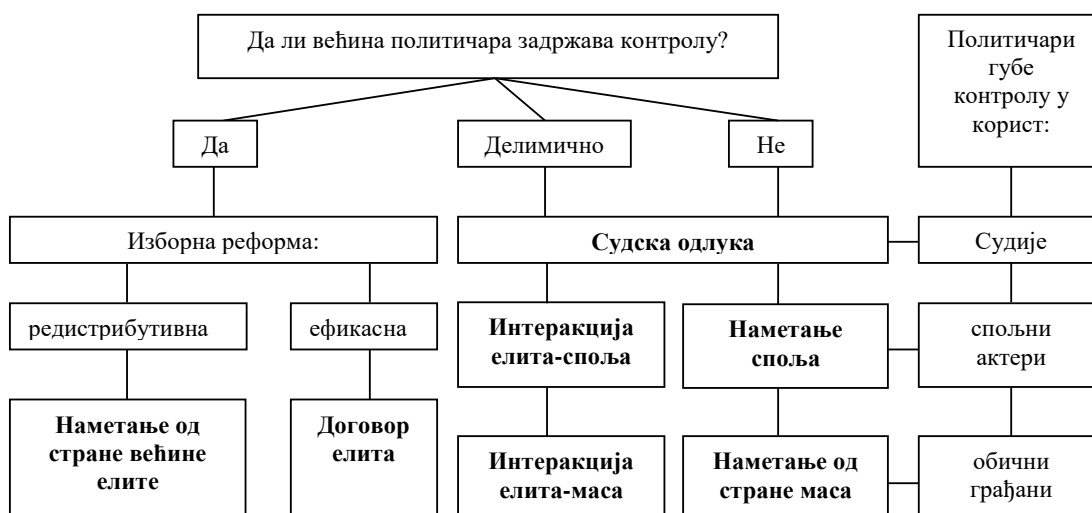 Да ли већина политичара задржава контролу?
Политичари
губе
контролу у
корист:
Да
Делимично
Не
Изборна реформа:
Судска одлука
Судије
редистрибутивна
ефикасна
Интеракција
елита-споља
Наметање
споља
спољни
актери
Наметање од
стране већине
елите
Договор
елита
Интеракција
елита-маса
Наметање од
стране маса
обични
грађани